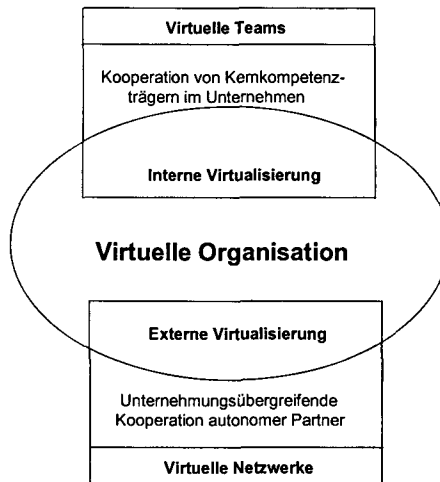 Virtuelle Teams
Kooperation von Kernkompetenz-
trägern im Unternehmen
Interne Virtualisierung
Virtuelle Organisation
Externe Virtualisierung
Unternehmungsübergreifende
Kooperation autonomer Partner
Virtuelle Netzwerke